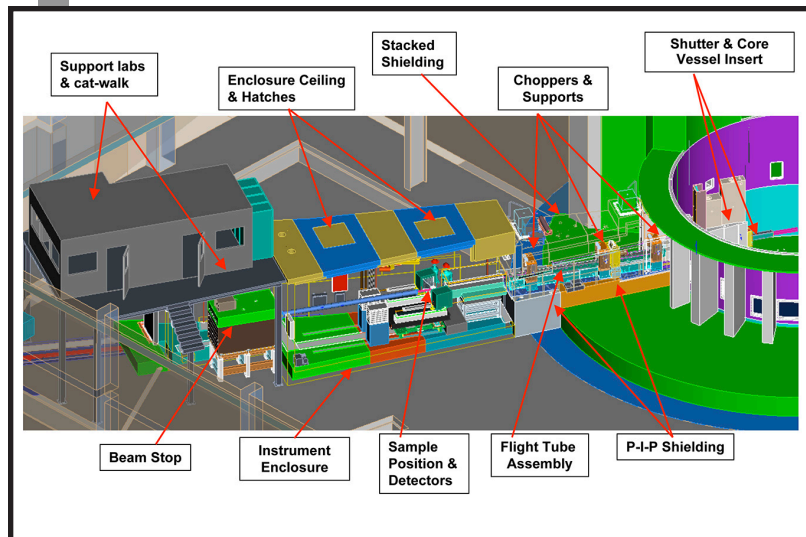 Support labs
& cat-walk
Enclosure Ceiling
& Hatches
Stacked
Shielding
Choppers &
Supports
Shutter & Core
Vessel Insert
Beam Stop
Instrument
Enclosure
Sample
Position &
Detectors
Flight Tube
Assembly
P-I-P Shielding